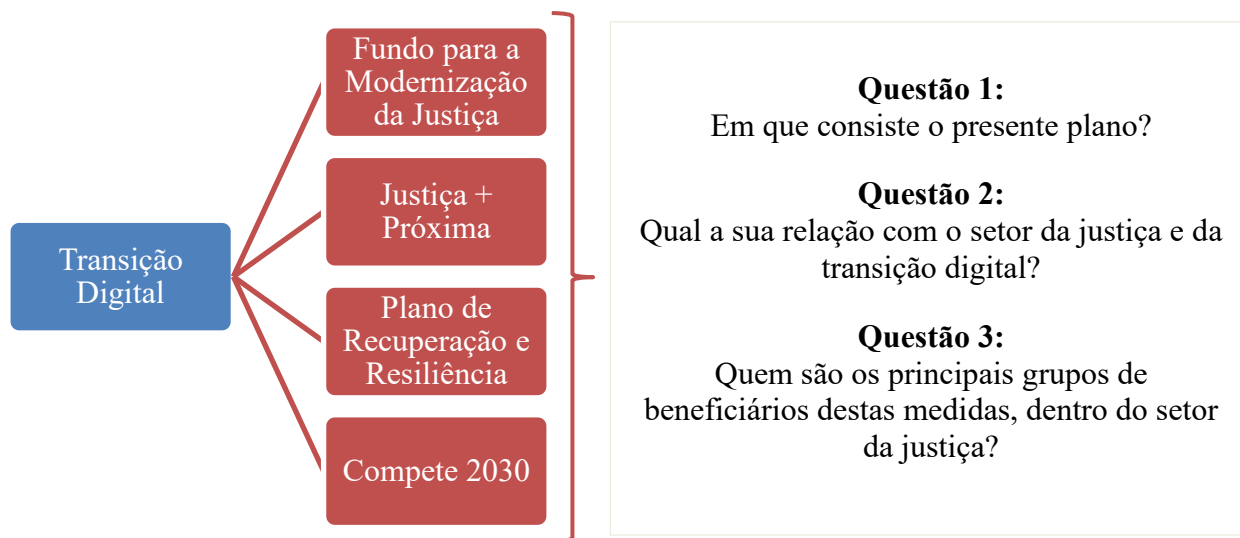 Transição
Digital
Fundo para a
Modernização
da Justiça
Justiça +
Próxima
Plano de
Recuperação e
Resiliência
Compete 2030
Questão 1:
Em que consiste o presente plano?
Questão 2:
Qual a sua relação com o setor da justiça e da
transição digital?
Questão 3:
Quem são os principais grupos de
beneficiários destas medidas, dentro do setor
da justiça?